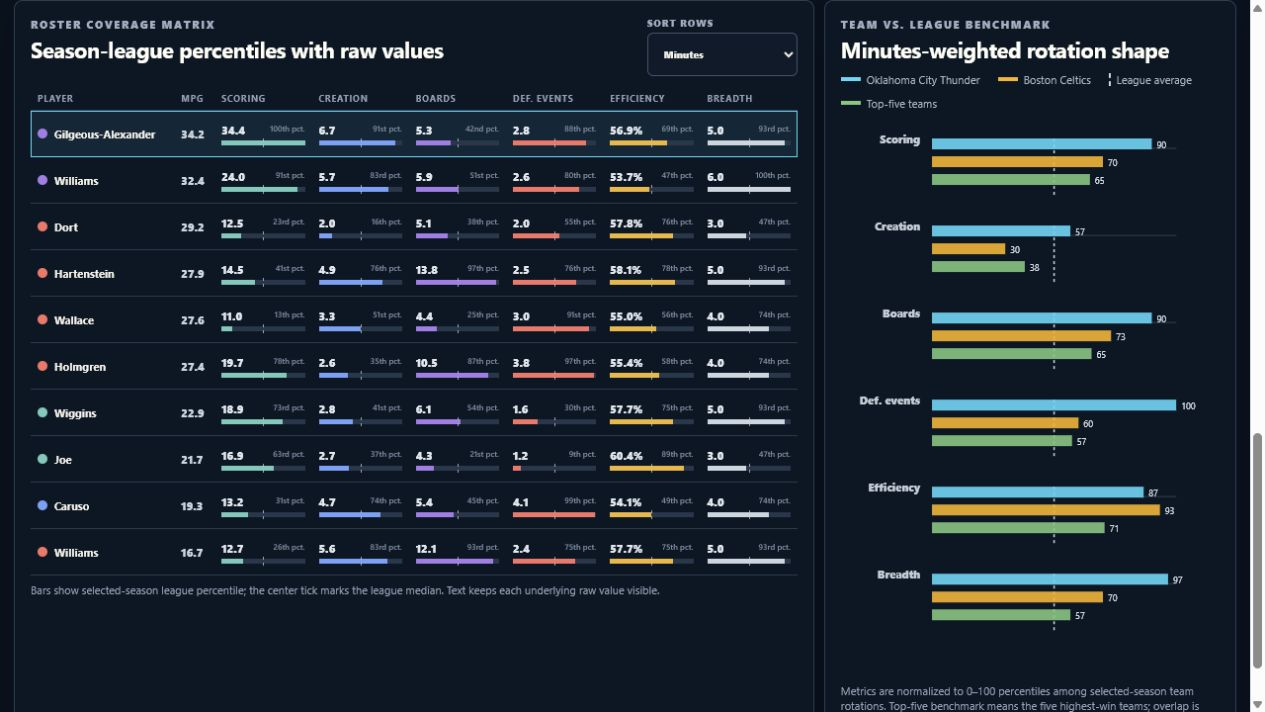 ROSTER COVERAGE MATRIX
Season-league percentiles with raw values
SORT ROWS
Minutes
PLAYER MPG SCORING CREATION BOARDS DEF. EVENTS EFFICIENCY BREADTH
Gilgeous-Alexander 34.2 34.4 100th pct. 6.7 91st pct. 5.3 42nd pct. 2.8 88th pct. 56.9% 69th pct. 5.0 93rd pct.
Williams 32.4 24.0 91st pct. 5.7 83rd pct. 5.9 51st pct. 2.6 80th pct. 53.7% 47th pct. 6.0 100th pct.
Dort 29.2 12.5 23rd pct. 2.0 16th pct. 5.1 38th pct. 2.0 55th pct. 57.8% 76th pct. 3.0 47th pct.
Hartenstein 27.9 14.5 41st pct. 4.9 76th pct. 13.8 97th pct. 2.5 76th pct. 58.1% 78th pct. 5.0 93rd pct.
Wallace 27.6 11.0 13th pct. 3.3 51st pct. 4.4 25th pct. 3.0 91st pct. 55.0% 56th pct. 4.0 74th pct.
Holmgren 27.4 19.7 78th pct. 2.6 35th pct. 10.5 87th pct. 3.8 97th pct. 55.4% 58th pct. 4.0 74th pct.
Wiggins 22.9 18.9 73rd pct. 2.8 41st pct. 6.1 54th pct. 1.6 30th pct. 57.7% 75th pct. 5.0 93rd pct.
Joe 21.7 16.9 63rd pct. 2.7 37th pct. 4.3 21st pct. 1.2 9th pct. 60.4% 89th pct. 3.0 47th pct.
Caruso 19.3 13.2 31st pct. 4.7 74th pct. 5.4 45th pct. 4.1 99th pct. 54.1% 49th pct. 4.0 74th pct.
Williams 16.7 12.7 26th pct. 5.6 83rd pct. 12.1 93rd pct. 2.4 75th pct. 57.7% 75th pct. 5.0 93rd pct.
Bars show selected-season league percentile; the center tick marks the league median. Text keeps each underlying raw value visible.
TEAM VS. LEAGUE BENCHMARK
Minutes-weighted rotation shape
Oklahoma City Thunder Boston Celtics League average
Top-five teams
Scoring 90
70
65
Creation 57
30
38
Boards 90
73
65
Def. events 100
60
57
Efficiency 87
93
71
Breadth 97
70
57
Metrics are normalized to 0–100 percentiles among selected-season team
rotations. Top-five benchmark means the five highest-win teams; overlap is